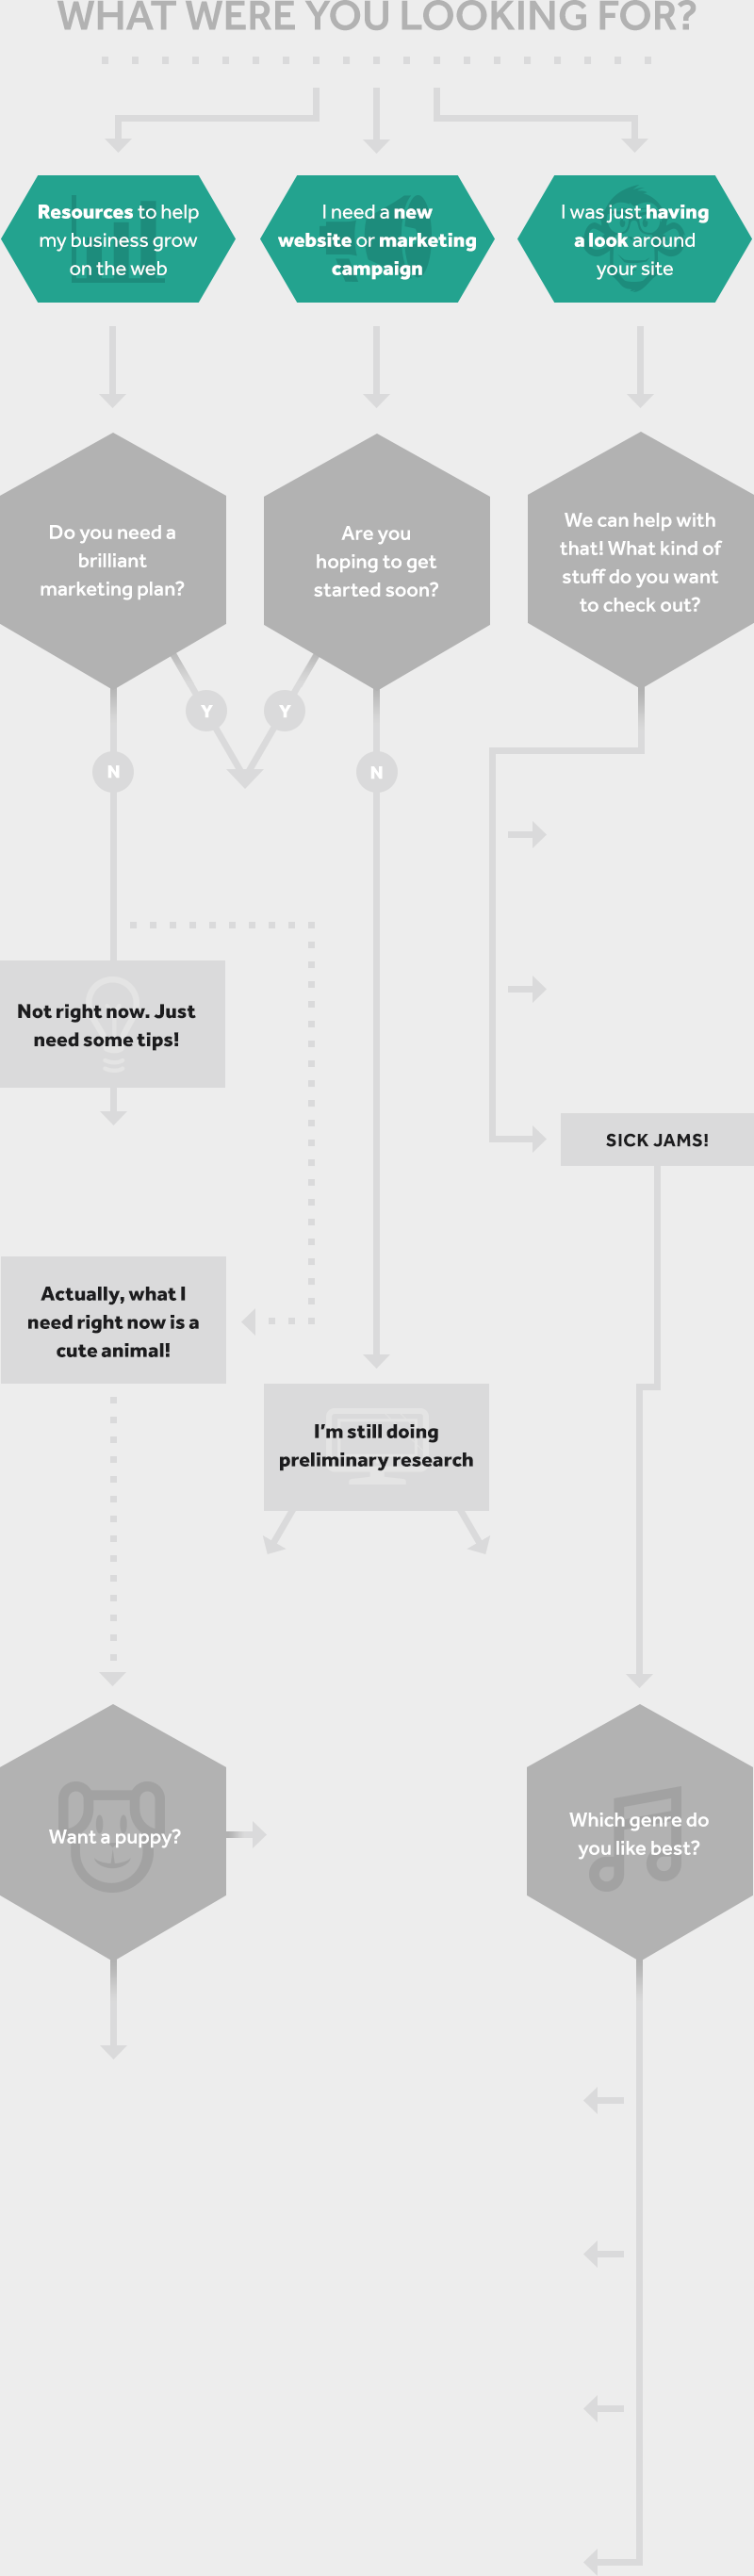 WHAT WERE YOU LOOKING FOR?
Resources to help
my business grow
on the web
I need a new
website or marketing
campaign
I was just having
a look around
your site
Do you need a
brilliant
marketing plan?
Are you
hoping to get
started soon?
We can help with
that! What kind of
stuff do you want
to check out?
Y
Y
N
N
Not right now. Just
need some tips!
SICK JAMS!
Actually, what I
need right now is a
cute animal!
I'm still doing
preliminary research
Want a puppy?
Which genre do
you like best?